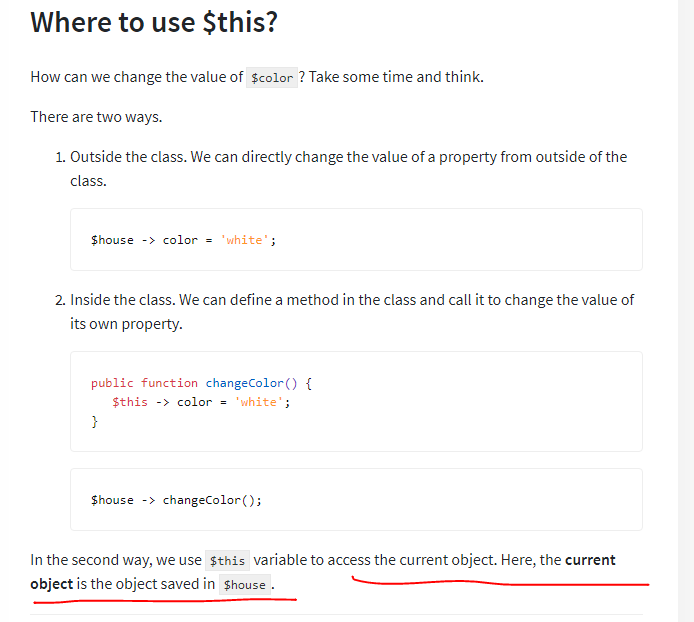 Where to use $this?
How can we change the value of $color ? Take some time and think.
There are two ways.
1. Outside the class. We can directly change the value of a property from outside of the
class.
$house -> color = 'white';
2. Inside the class. We can define a method in the class and call it to change the value of
its own property.
public function changeColor() {
$this -> color = 'white';
}
$house -> changeColor();
In the second way, we use $this variable to access the current object. Here, the current
object is the object saved in $house .